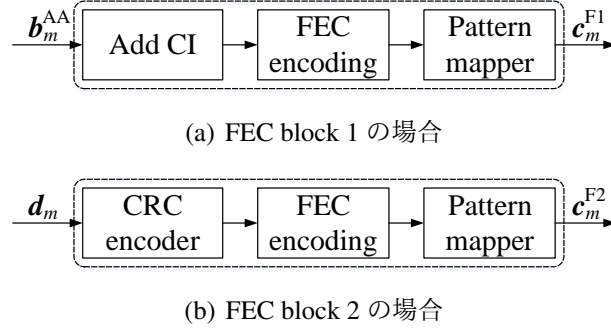 b_m^AA Add CI FEC encoding Pattern mapper c_m^F1
(a) FEC block 1 の場合
d_m CRC encoder FEC encoding Pattern mapper c_m^F2
(b) FEC block 2 の場合